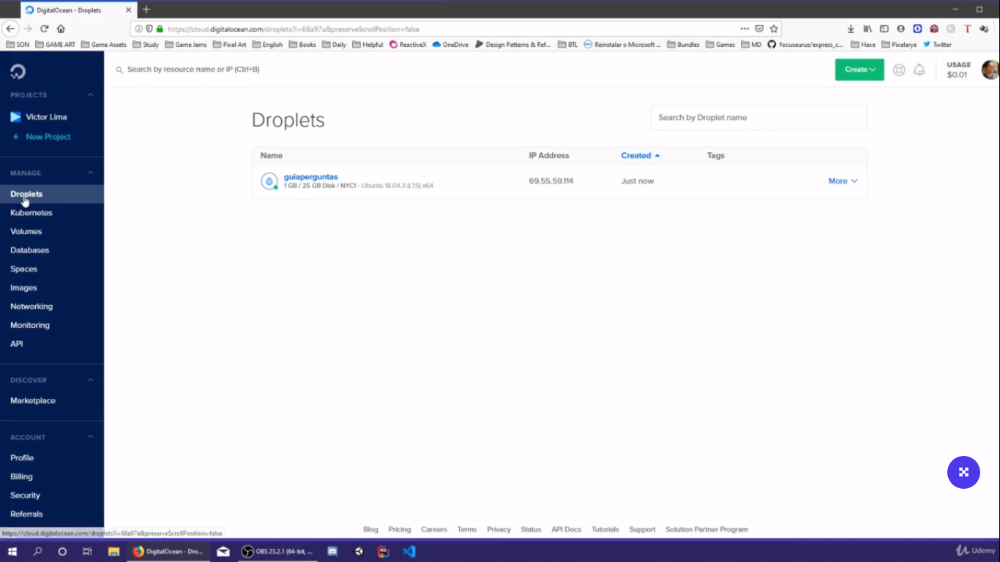 DigitalOcean - Droplets
https://cloud.digitalocean.com/droplets?i=68a97a&preserveScrollPosition=false
SON GAME ART Game Assets Study Game Jams Pixel Art English Books Daily Helpful ReactiveX OneDrive Design Patterns & Ref... BTL Reinstalar o Microsoft ... Bundles Games MD focusaurus/express_c... Haxe Pixelarya Twitter
Search by resource name or IP (Ctrl+B)
Create
USAGE
$0.01
PROJECTS
Victor Lima
+ New Project
MANAGE
Droplets
Kubernetes
Volumes
Databases
Spaces
Images
Networking
Monitoring
API
DISCOVER
Marketplace
ACCOUNT
Profile
Billing
Security
Referrals
Droplets
Search by Droplet name
Name IP Address Created Tags
guiaperguntas
1 GB / 25 GB Disk / NYC1 - Ubuntu 18.04.3 (LTS) x64
69.55.59.114 Just now More
Blog Pricing Careers Terms Privacy Status API Docs Tutorials Support Solution Partner Program
https://cloud.digitalocean.com/droplets?i=68a97a&preserveScrollPosition=false
DigitalOcean - Dro... OBS 23.2.1 (64-bit, ...
Udemy